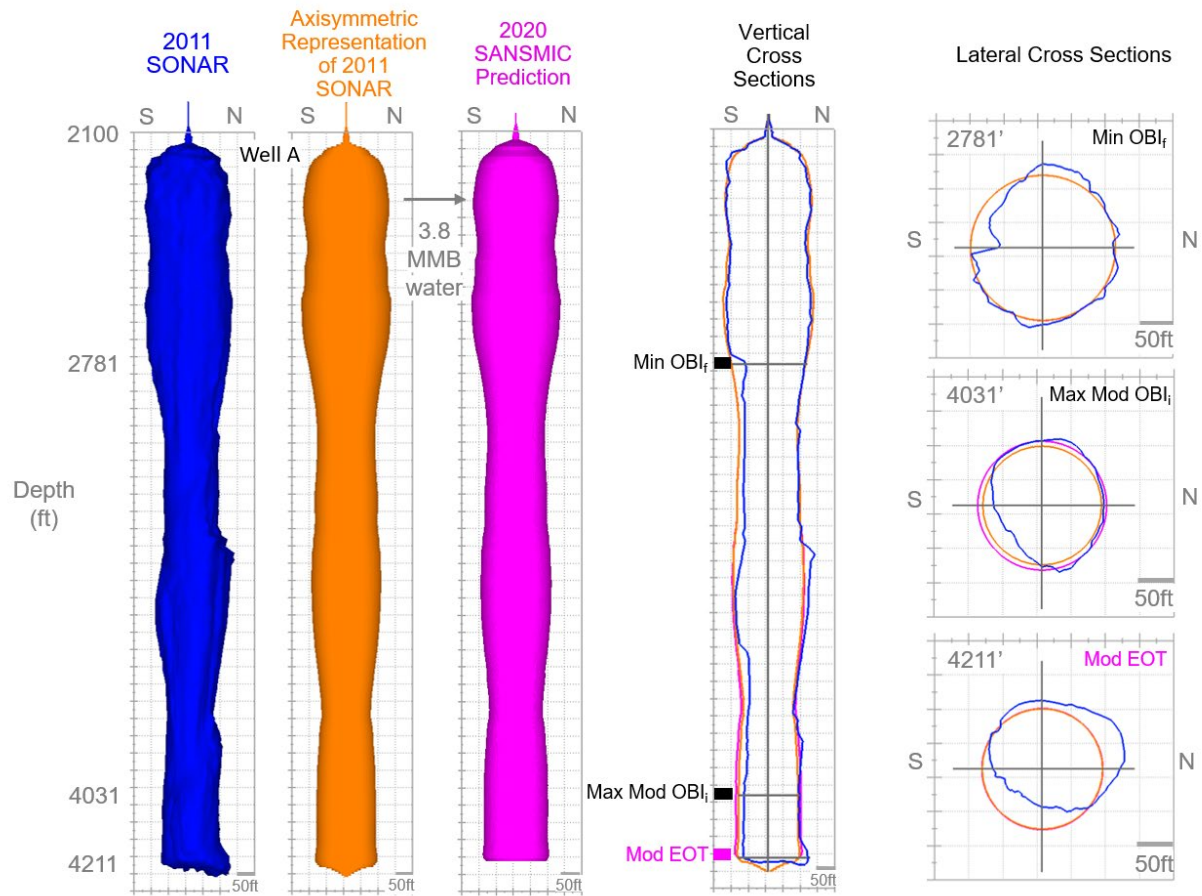 2011
SONAR
Axisymmetric
Representation
of 2011
SONAR
2020
SANSMIC
Prediction
Vertical
Cross
Sections
Lateral Cross Sections
S N
S N
S N
S N
2100
2781
Depth
(ft)
4031
4211
Well A
3.8
MMB
water
50ft
50ft
50ft
50ft
Min OBIf
Max Mod OBIi
Mod EOT
2781’ Min OBIf
S N
50ft
4031’ Max Mod OBIi
S N
50ft
4211’ Mod EOT
S N
50ft